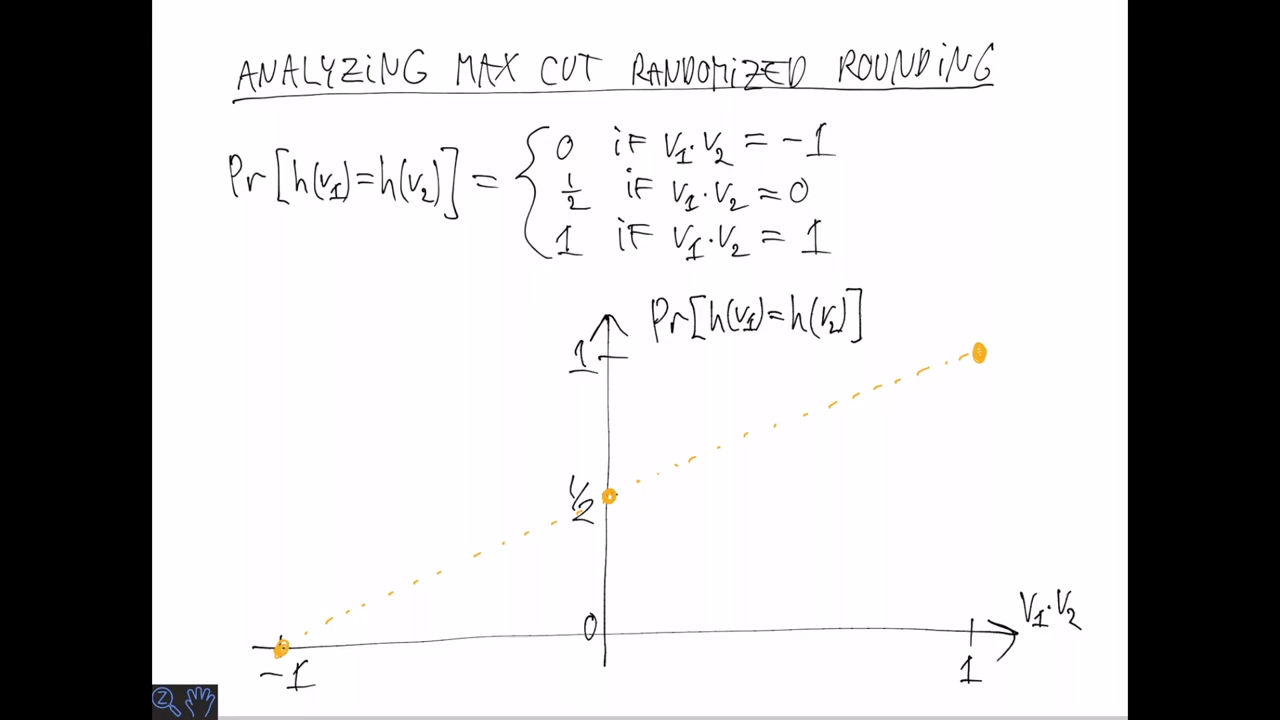 ANALYZiNG MAX CUT RANDOMiZED ROUNDiNG
Pr[h(v₁)=h(v₂)] = { 0 iF v₁·v₂ = -1
1/2 iF v₁·v₂ = 0
1 iF v₁·v₂ = 1
Pr[h(v₁)=h(v₂)]
1
1/2
0
v₁·v₂
-1
1
Z